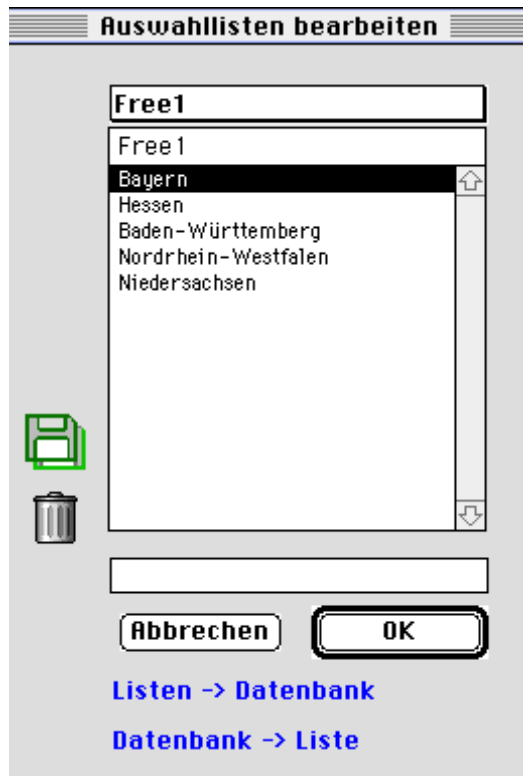 Auswahllisten bearbeiten
Free1
Free1
Bayern
Hessen
Baden-Württemberg
Nordrhein-Westfalen
Niedersachsen
Abbrechen OK
Listen -> Datenbank
Datenbank -> Liste